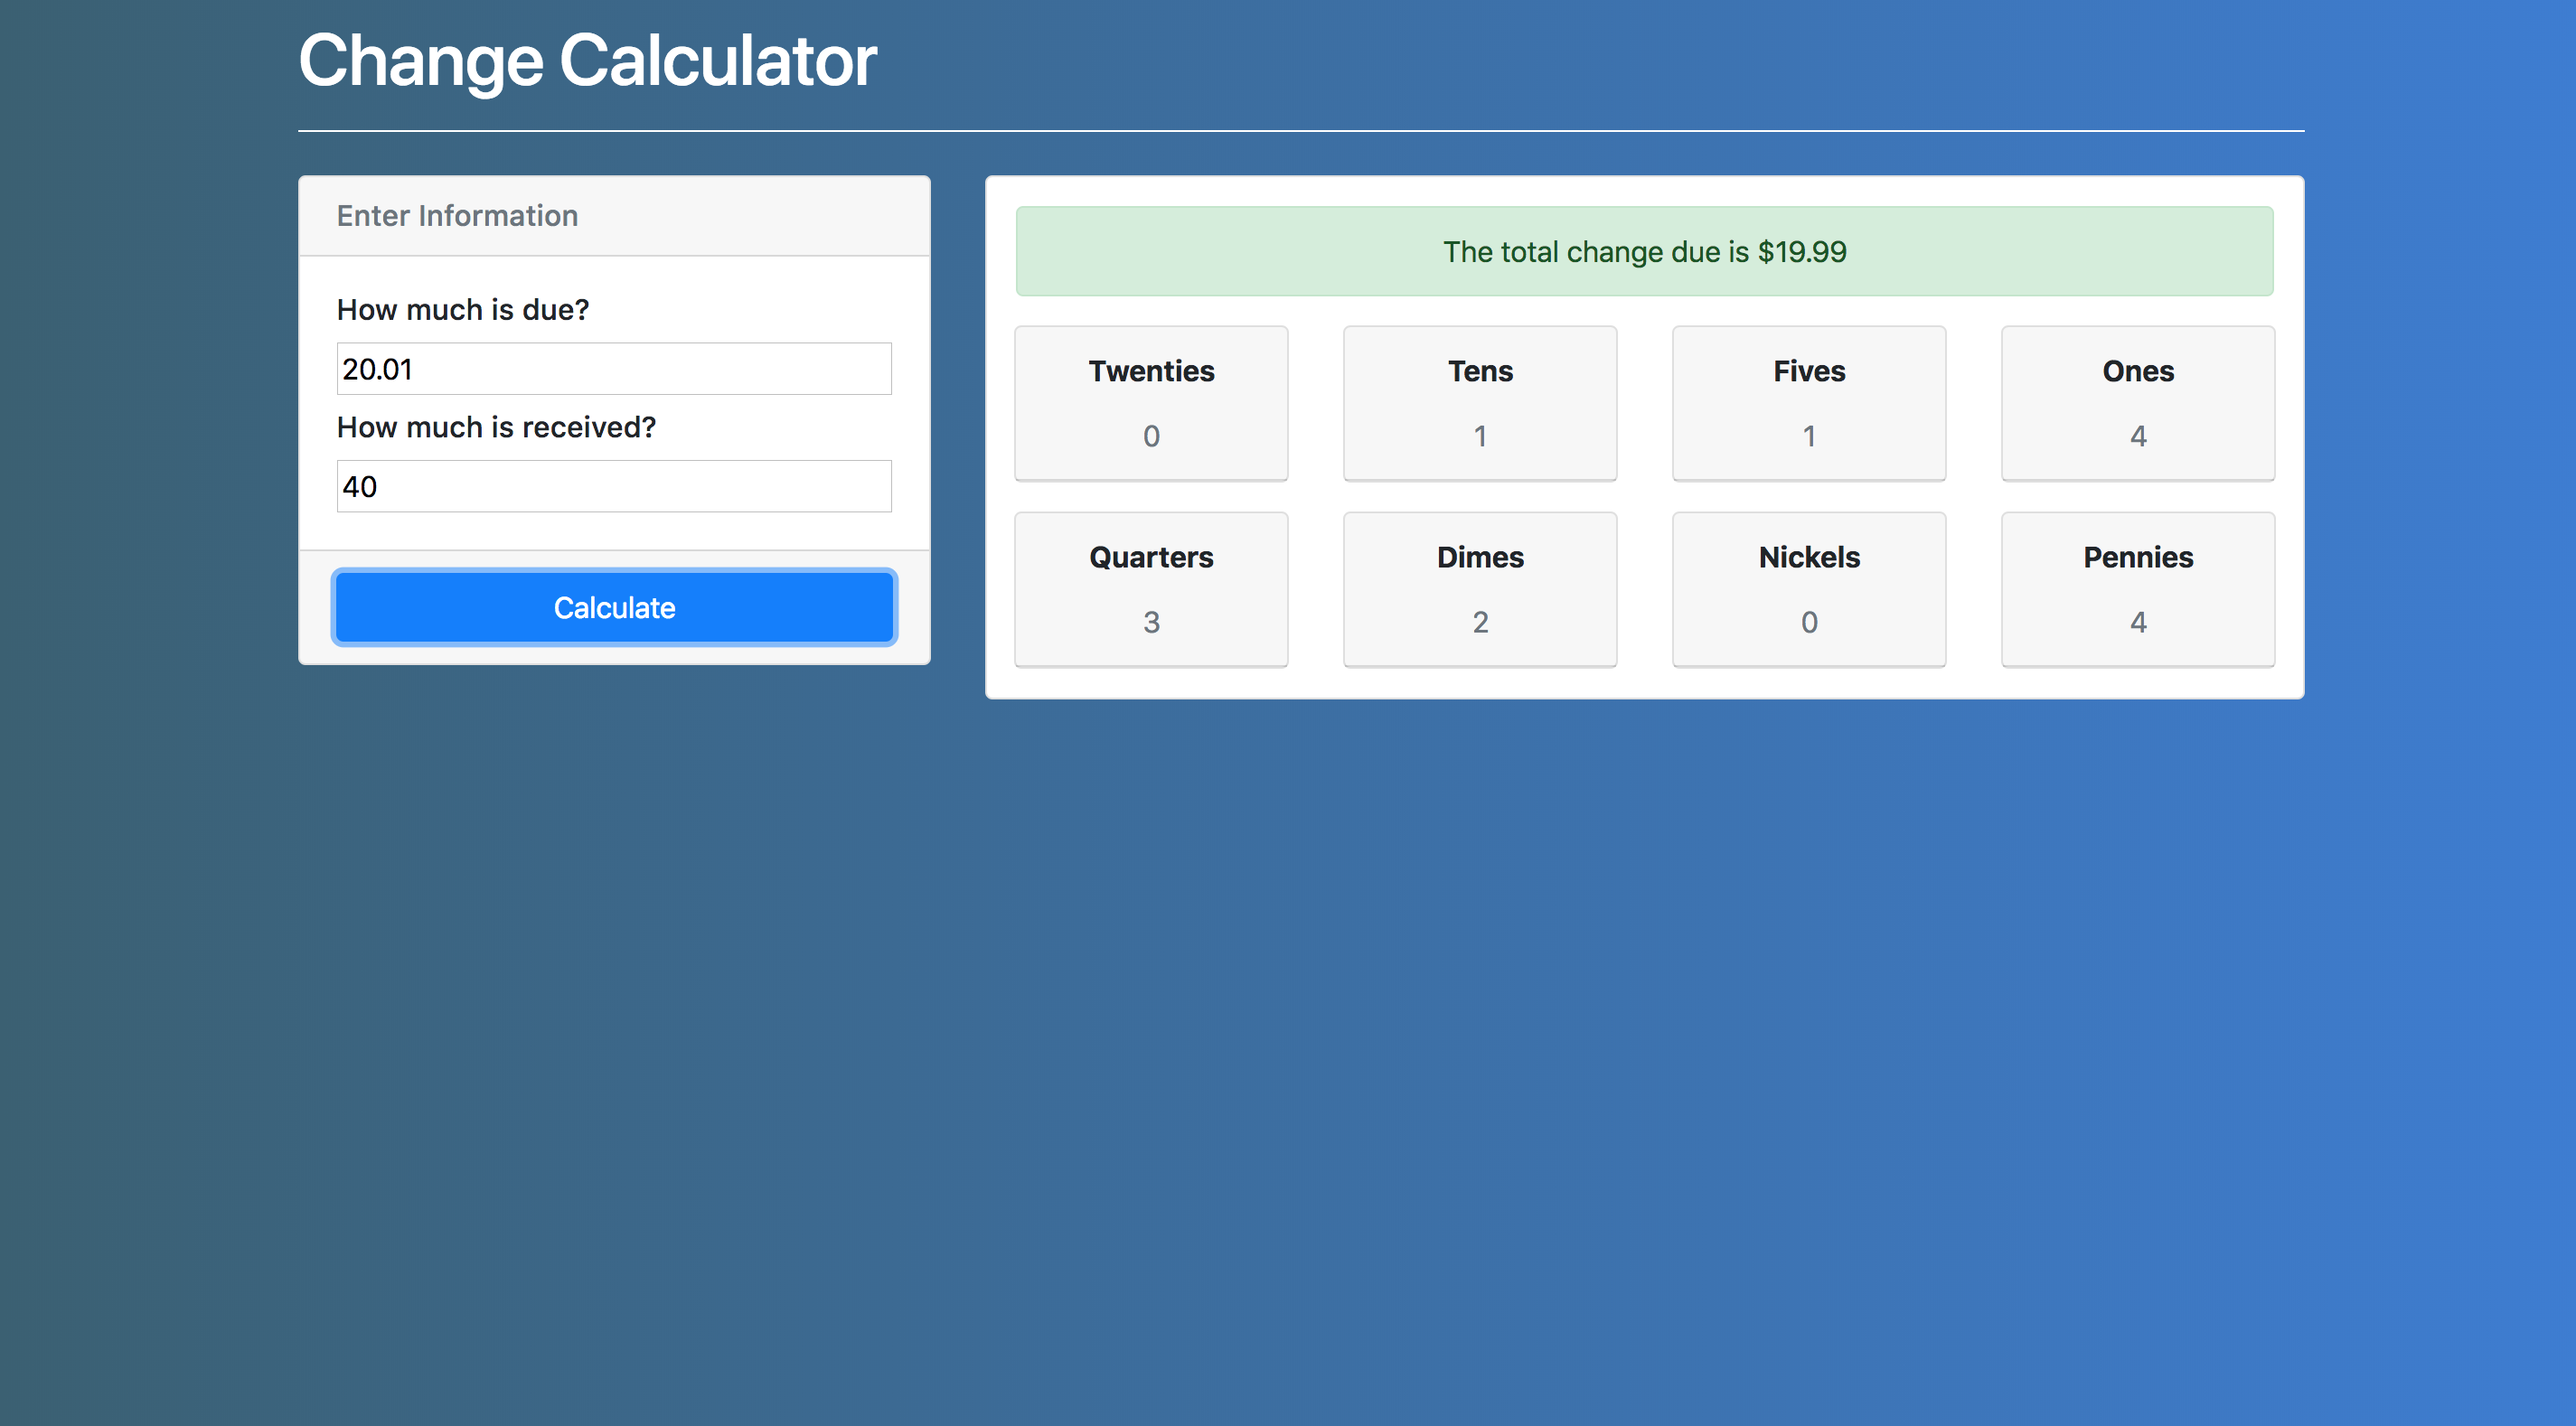 Change Calculator
Enter Information
How much is due?
20.01
How much is received?
40
Calculate
The total change due is $19.99
Twenties
0
Tens
1
Fives
1
Ones
4
Quarters
3
Dimes
2
Nickels
0
Pennies
4